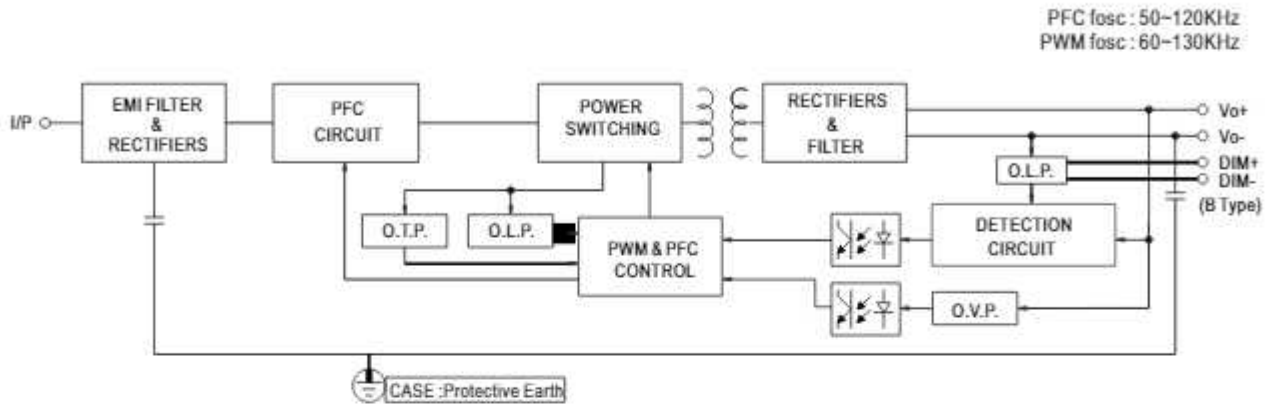 PFC fosc : 50~120KHz
PWM fosc : 60~130KHz
I/P
EMI FILTER
&
RECTIFIERS
PFC
CIRCUIT
POWER
SWITCHING
RECTIFIERS
&
FILTER
Vo+
Vo-
DIM+
DIM-
(B Type)
O.L.P.
O.T.P.
O.L.P.
PWM & PFC
CONTROL
DETECTION
CIRCUIT
O.V.P.
CASE :Protective Earth